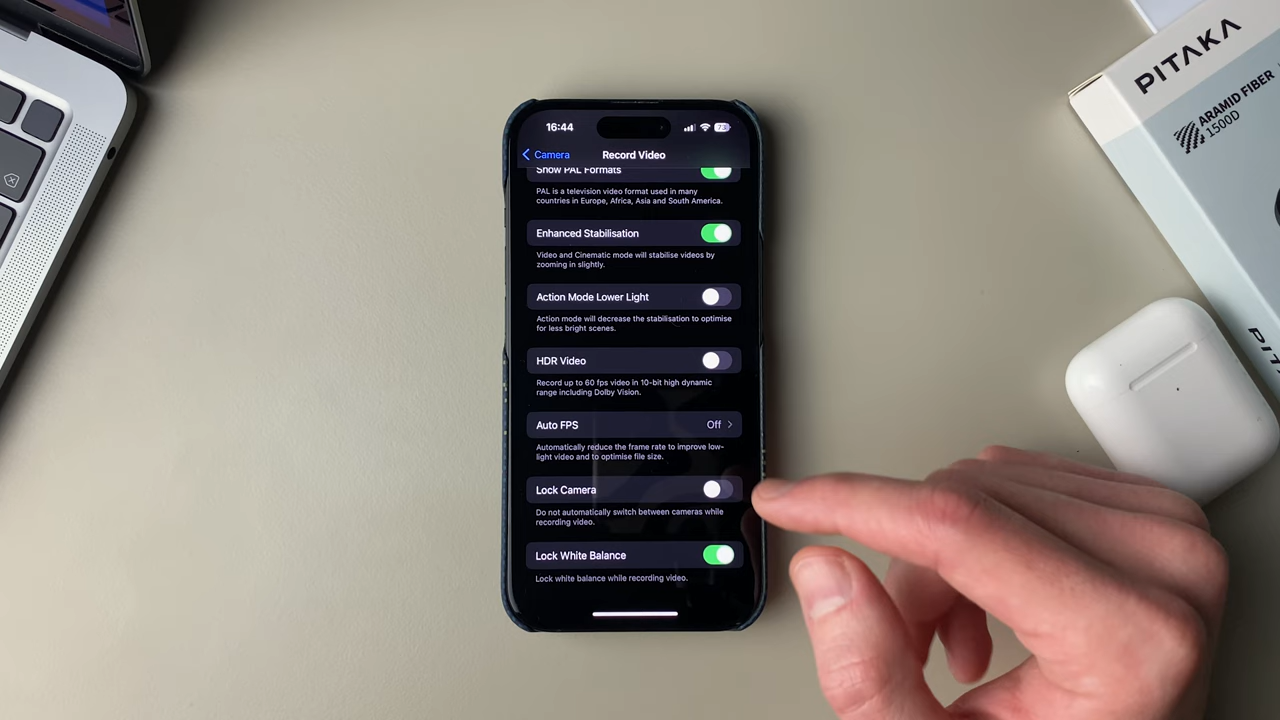 16:44
73
Camera
Record Video
Show PAL Formats
PAL is a television video format used in many
countries in Europe, Africa, Asia and South America.
Enhanced Stabilisation
Video and Cinematic mode will stabilise videos by
zooming in slightly.
Action Mode Lower Light
Action mode will decrease the stabilisation to optimise
for less bright scenes.
HDR Video
Record up to 60 fps video in 10-bit high dynamic
range including Dolby Vision.
Auto FPS
Off
Automatically reduce the frame rate to improve low-
light video and to optimise file size.
Lock Camera
Do not automatically switch between cameras while
recording video.
Lock White Balance
Lock white balance while recording video.
PITAKA
ARAMID FIBER
1500D